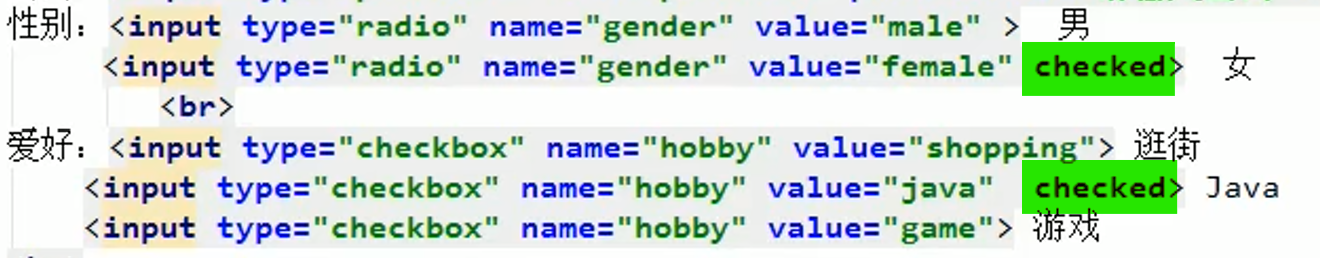 性别：<input type="radio" name="gender" value="male" > 男
<input type="radio" name="gender" value="female" checked> 女
<br>
爱好：<input type="checkbox" name="hobby" value="shopping"> 逛街
<input type="checkbox" name="hobby" value="java" checked> Java
<input type="checkbox" name="hobby" value="game"> 游戏